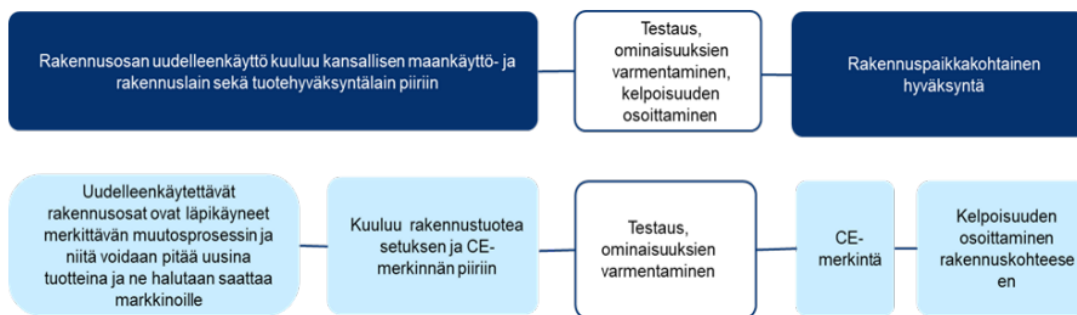 Rakennusosan uudelleenkäyttö kuuluu kansallisen maankäyttö- ja
rakennuslain sekä tuotehyväksyntälain piiriin
Testaus,
ominaisuuksien
varmentaminen,
kelpoisuuden
osoittaminen
Rakennuspaikkakohtainen
hyväksyntä
Uudelleenkäytettävät
rakennusosat ovat läpikäyneet
merkittävän muutosprosessin ja
niitä voidaan pitää uusina
tuotteina ja ne halutaan saattaa
markkinoille
Kuuluu rakennustuotea
setuksen ja CE-
merkinnän piiriin
Testaus,
ominaisuuksien
varmentaminen
CE-
merkintä
Kelpoisuuden
osoittaminen
rakennuskohteese
en